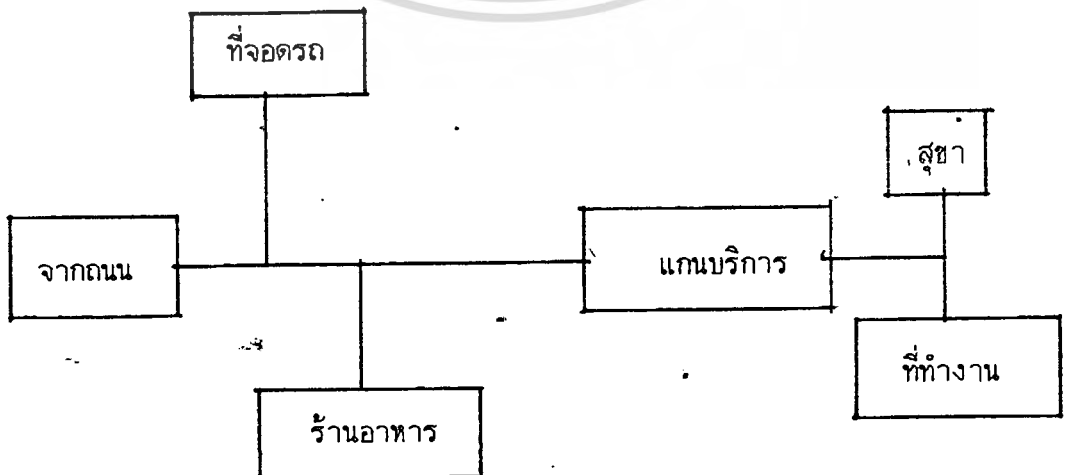 ที่จอดรถ
สุขา
จากถนน
แกนบริการ
ที่ทำงาน
ร้านอาหาร